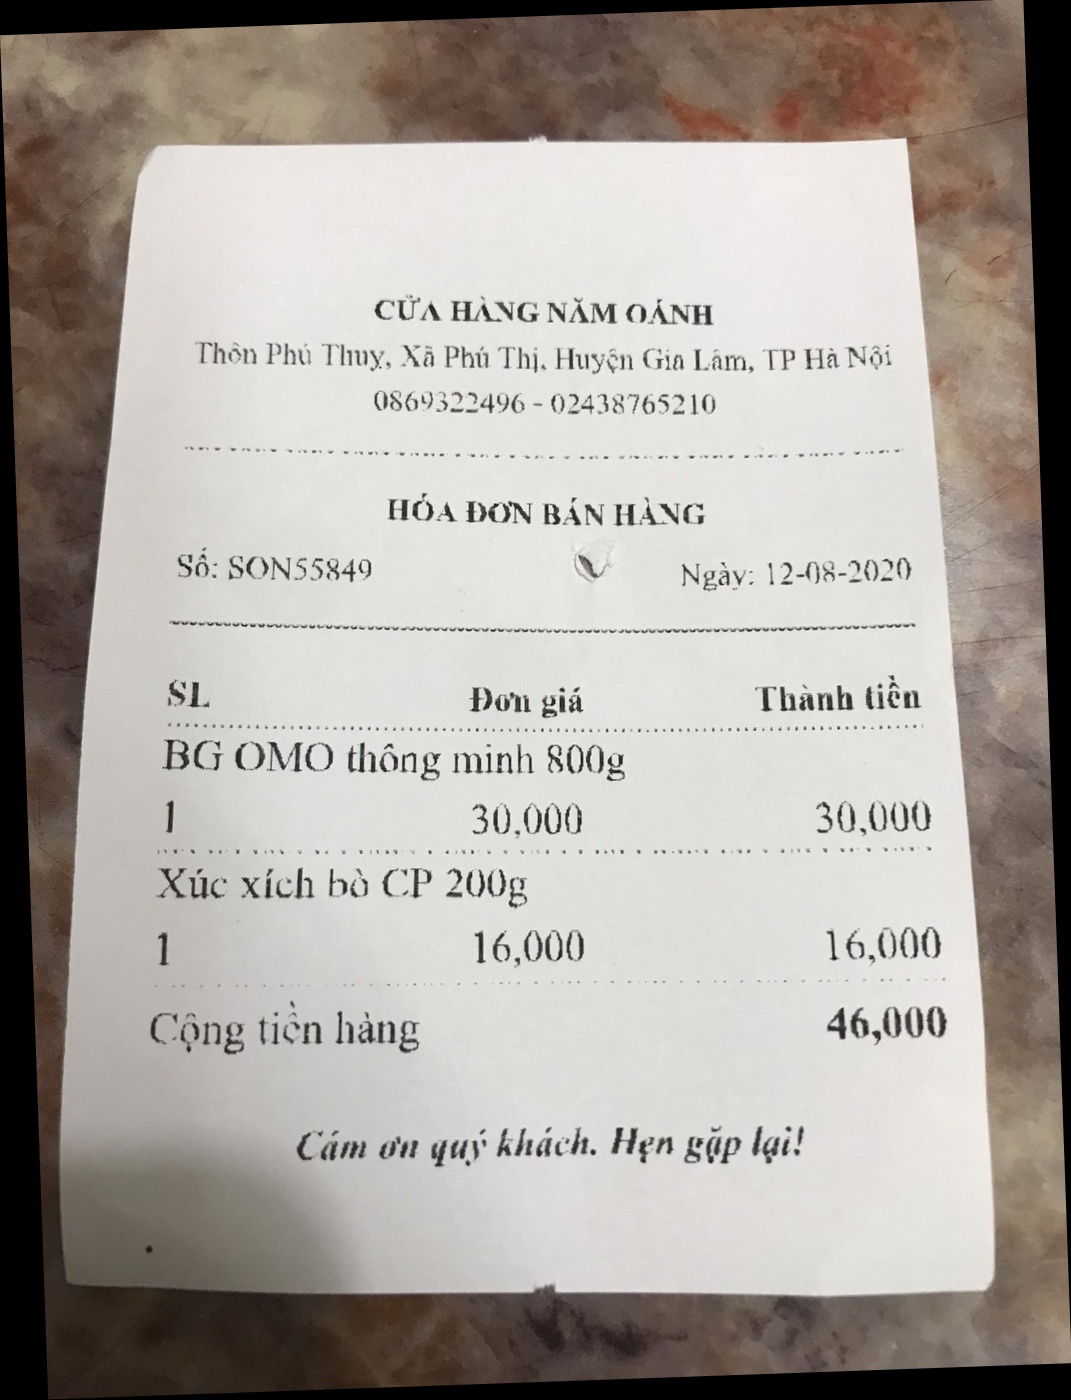 CỬA HÀNG NĂM OÁNH
Thôn Phú Thuỵ, Xã Phú Thị, Huyện Gia Lâm, TP Hà Nội
0869322496 - 02438765210
HÓA ĐƠN BÁN HÀNG
Số: SON55849 Ngày: 12-08-2020
SL Đơn giá Thành tiền
BG OMO thông minh 800g
1 30,000 30,000
Xúc xích bò CP 200g
1 16,000 16,000
Cộng tiền hàng 46,000
Cám ơn quý khách. Hẹn gặp lại!